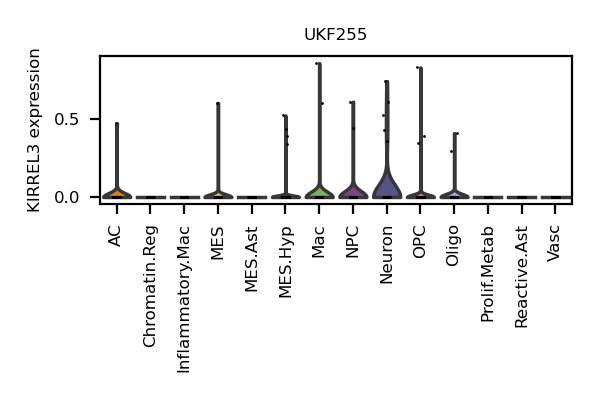 UKF255
KIRREL3 expression
0.5
0.0
AC
Chromatin.Reg
Inflammatory.Mac
MES
MES.Ast
MES.Hyp
Mac
NPC
Neuron
OPC
Oligo
Prolif.Metab
Reactive.Ast
Vasc